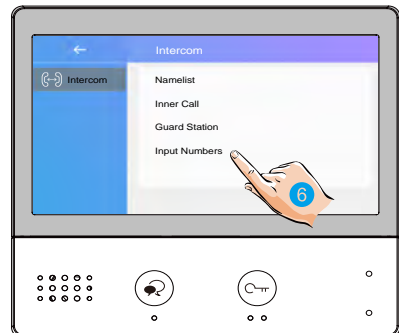 Intercom
Intercom
Namelist
Inner Call
Guard Station
Input Numbers
6